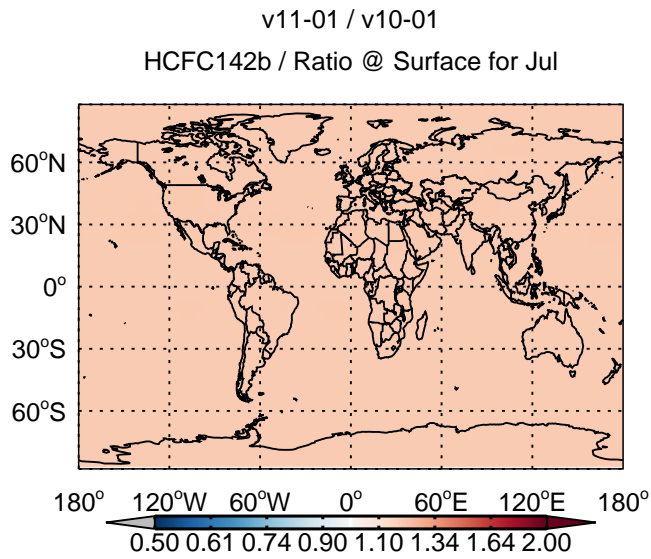 v11-01 / v10-01
HCFC142b / Ratio @ Surface for Jul
60°N
30°N
0°
30°S
60°S
180° 120°W 60°W 0° 60°E 120°E 180°
0.50 0.61 0.74 0.90 1.10 1.34 1.64 2.00